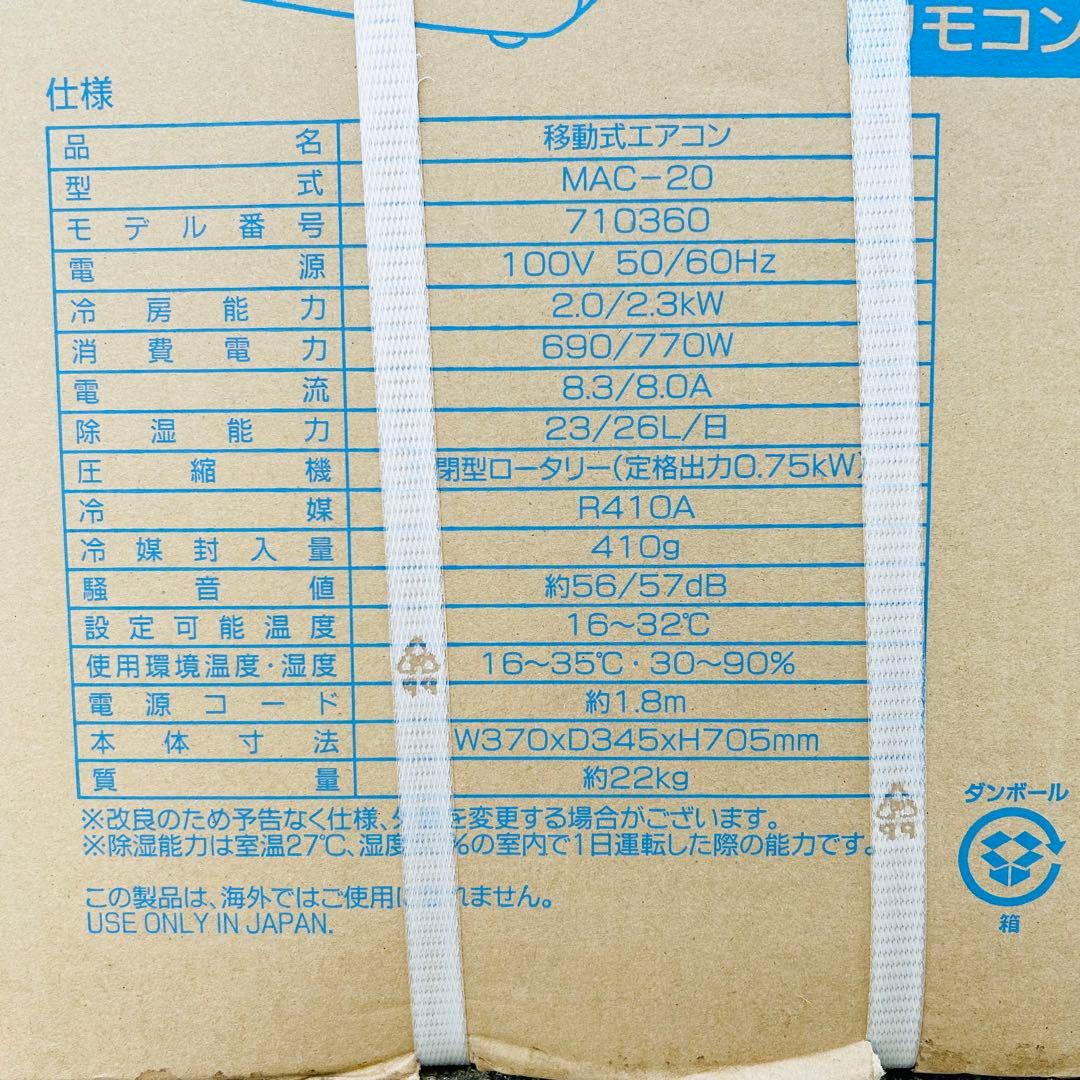 モコン
仕様
品名 移動式エアコン
型式 MAC-20
モデル番号 710360
電源 100V 50/60Hz
冷房能力 2.0/2.3kW
消費電力 690/770W
電流 8.3/8.0A
除湿能力 23/26L/日
圧縮機 閉型ロータリー(定格出力0.75kW)
冷媒 R410A
冷媒封入量 410g
騒音値 約56/57dB
設定可能温度 16～32℃
使用環境温度・湿度 16～35℃・30～90%
電源コード 約1.8m
本体寸法 W370xD345xH705mm
質量 約22kg
※改良のため予告なく仕様、を変更する場合がございます。
※除湿能力は室温27℃、湿度%の室内で1日運転した際の能力です。
この製品は、海外ではご使用になれません。
USE ONLY IN JAPAN.
PP
PP
ダンボール
箱